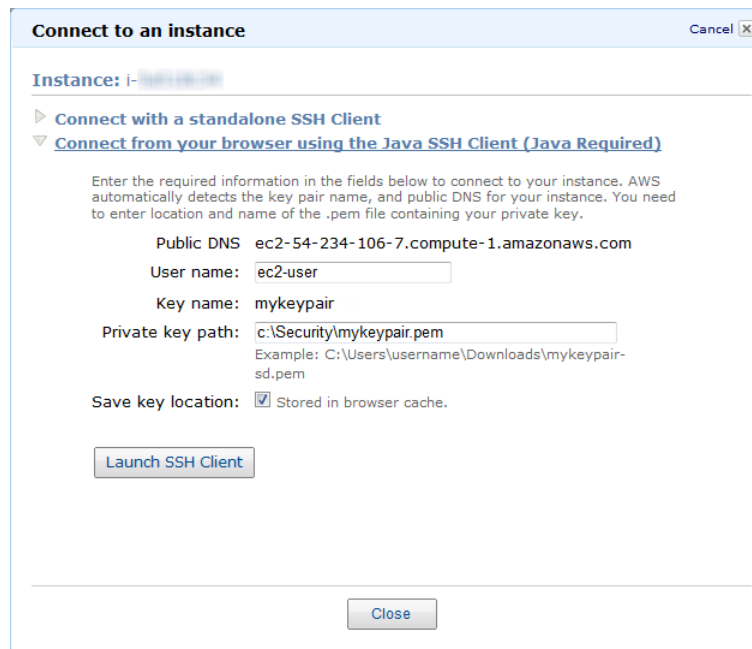 Connect to an instance
Cancel
Instance: i-
Connect with a standalone SSH Client
Connect from your browser using the Java SSH Client (Java Required)
Enter the required information in the fields below to connect to your instance. AWS
automatically detects the key pair name, and public DNS for your instance. You need
to enter location and name of the .pem file containing your private key.
Public DNS ec2-54-234-106-7.compute-1.amazonaws.com
User name: ec2-user
Key name: mykeypair
Private key path: c:\Security\mykeypair.pem
Example: C:\Users\username\Downloads\mykeypair-
sd.pem
Save key location: Stored in browser cache.
Launch SSH Client
Close